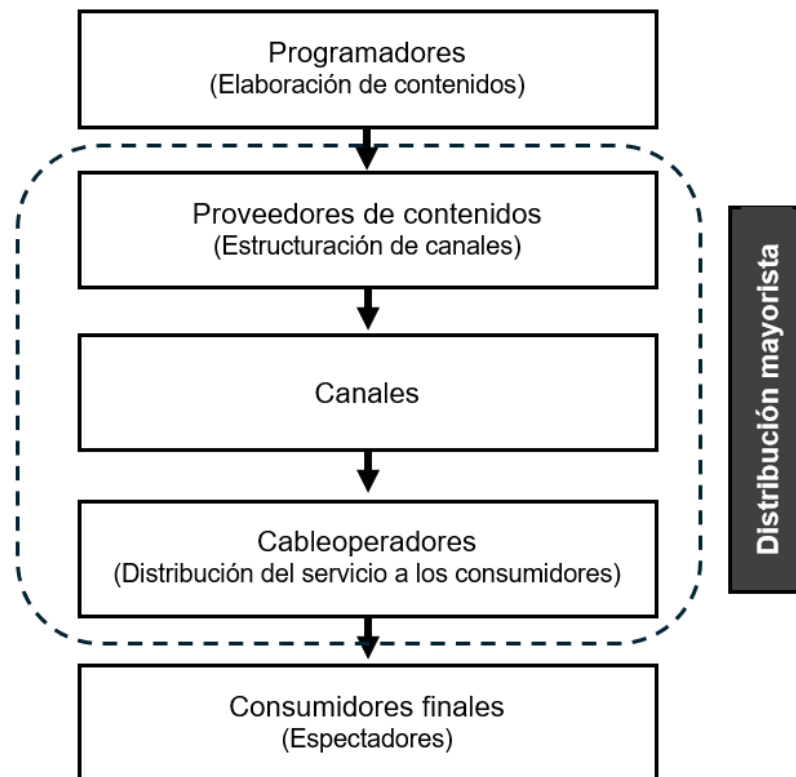 Programadores
(Elaboración de contenidos)
Proveedores de contenidos
(Estructuración de canales)
Canales
Cableoperadores
(Distribución del servicio a los consumidores)
Consumidores finales
(Espectadores)
Distribución mayorista